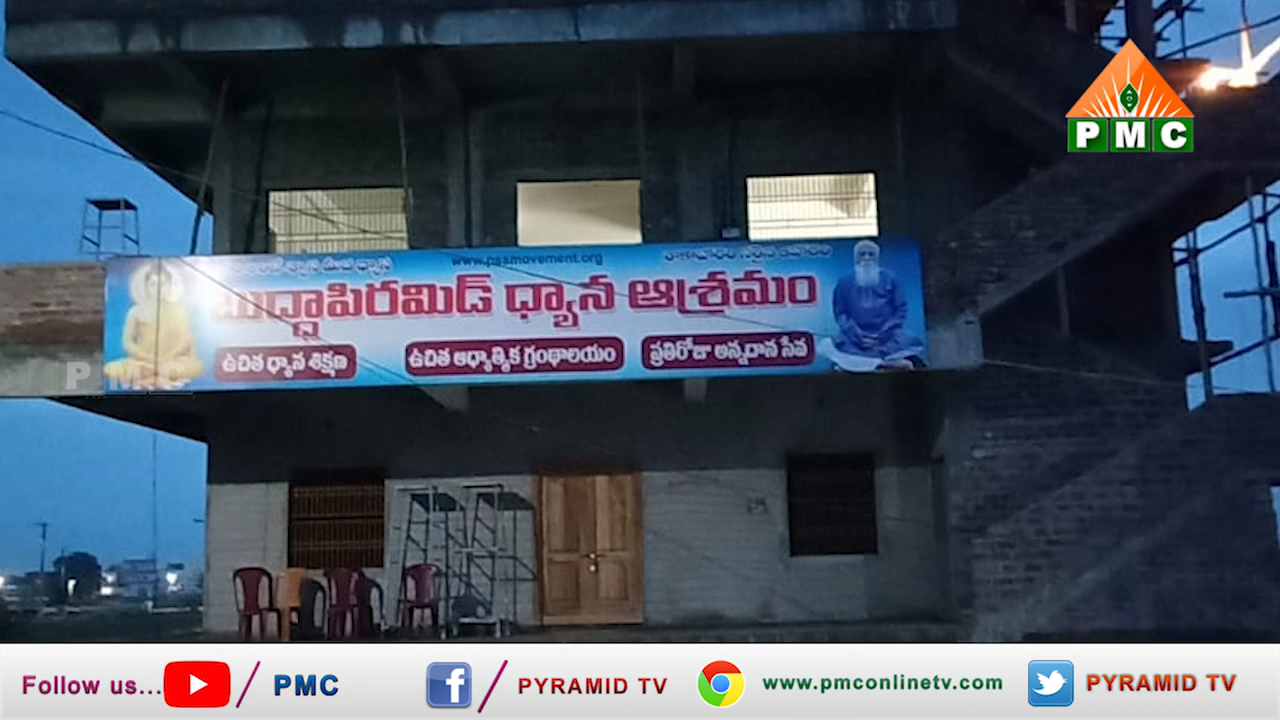 PMC
www.pssmovement.org
ధ్యాన ఆశ్రమం
ఉచిత ధ్యాన శిక్షణ
ఉచిత ఆధ్యాత్మిక గ్రంథాలయం
ప్రతిరోజు అన్నదాన సేవ
PMC
Follow us... PMC PYRAMID TV www.pmconlinetv.com PYRAMID TV